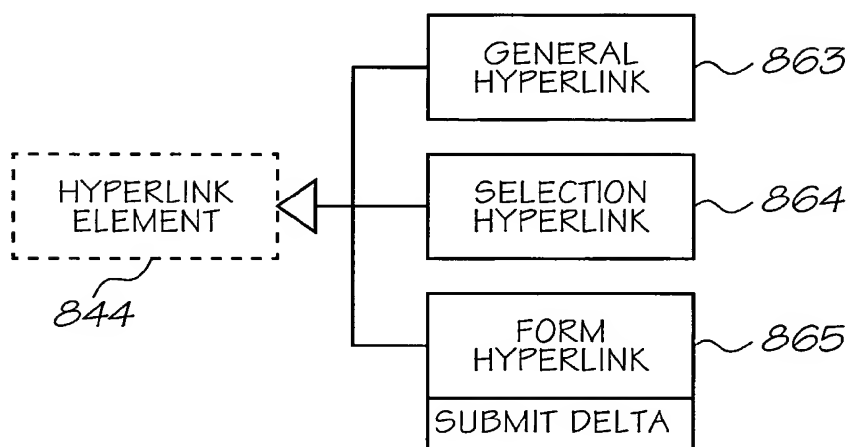 GENERAL
HYPERLINK
863
HYPERLINK
ELEMENT
844
SELECTION
HYPERLINK
864
FORM
HYPERLINK
865
SUBMIT DELTA